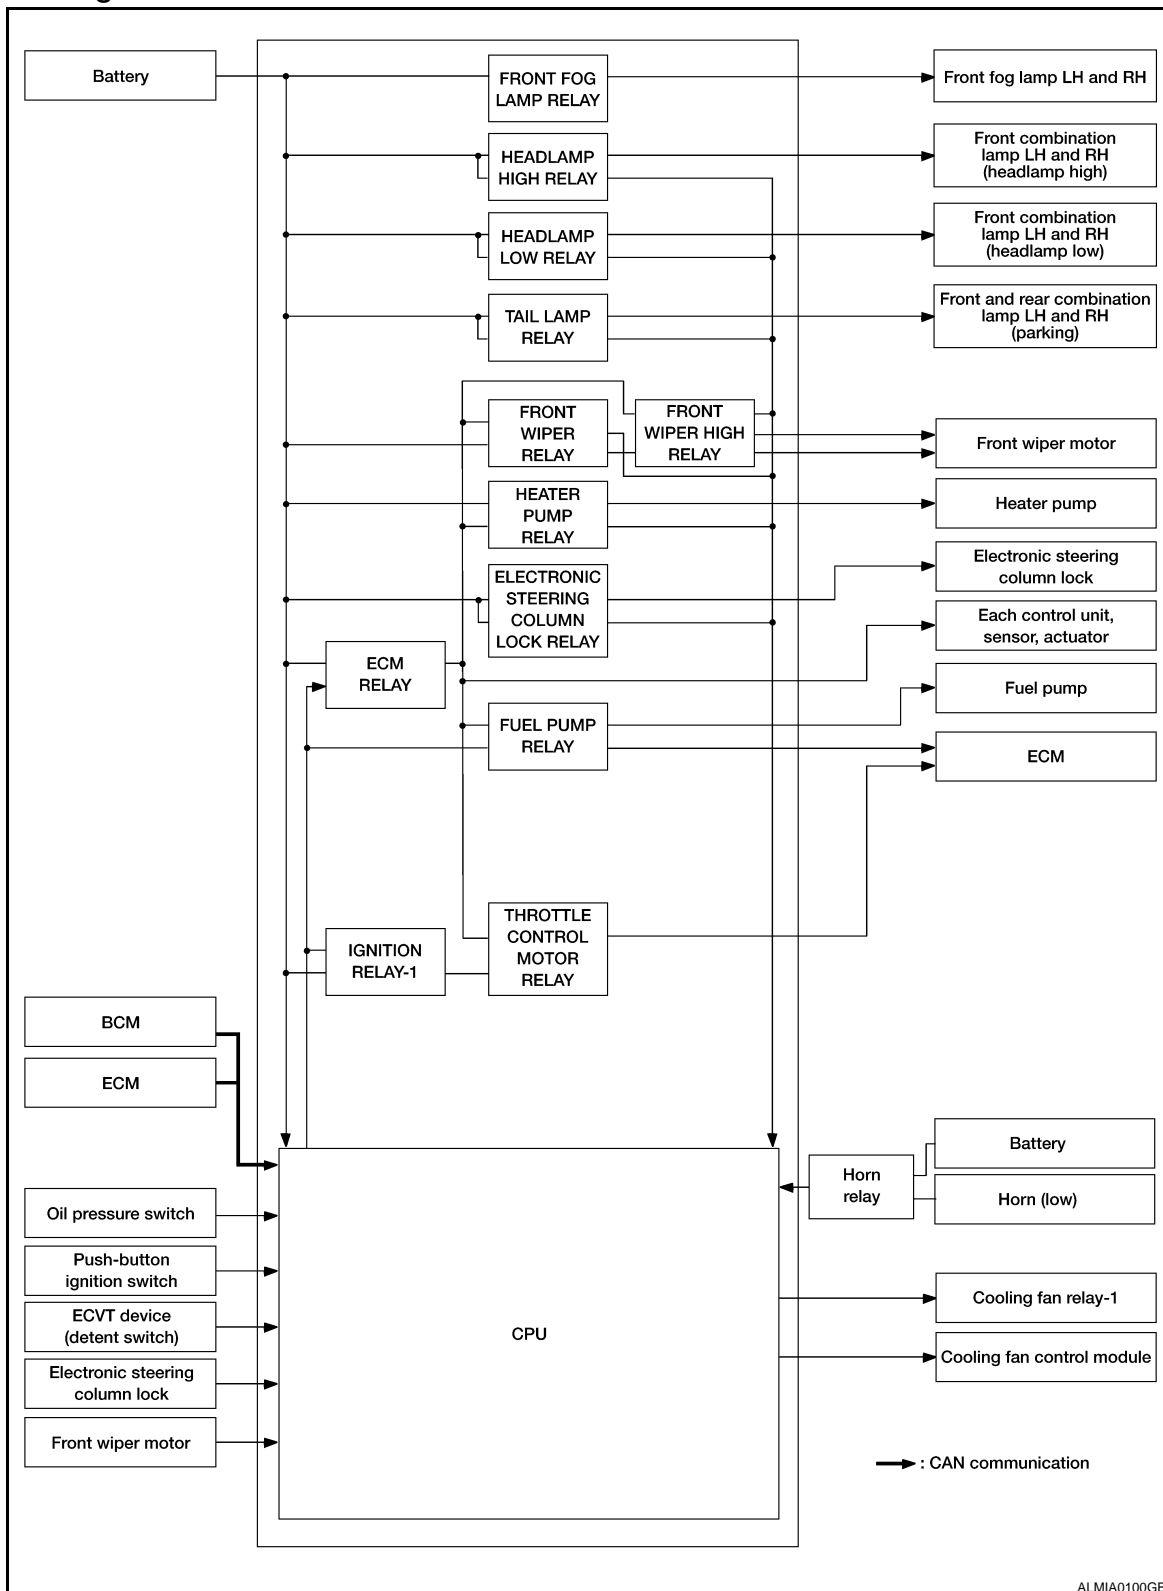 Battery
FRONT FOG
LAMP RELAY
Front fog lamp LH and RH
HEADLAMP
HIGH RELAY
Front combination
lamp LH and RH
(headlamp high)
HEADLAMP
LOW RELAY
Front combination
lamp LH and RH
(headlamp low)
TAIL LAMP
RELAY
Front and rear combination
lamp LH and RH
(parking)
FRONT
WIPER
RELAY
FRONT
WIPER HIGH
RELAY
Front wiper motor
HEATER
PUMP
RELAY
Heater pump
ELECTRONIC
STEERING
COLUMN
LOCK RELAY
Electronic steering
column lock
Each control unit,
sensor, actuator
ECM
RELAY
Fuel pump
FUEL PUMP
RELAY
ECM
THROTTLE
CONTROL
MOTOR
RELAY
IGNITION
RELAY-1
BCM
ECM
Battery
Horn
relay
Horn (low)
Oil pressure switch
Push-button
ignition switch
Cooling fan relay-1
ECVT device
(detent switch)
CPU
Cooling fan control module
Electronic steering
column lock
Front wiper motor
: CAN communication